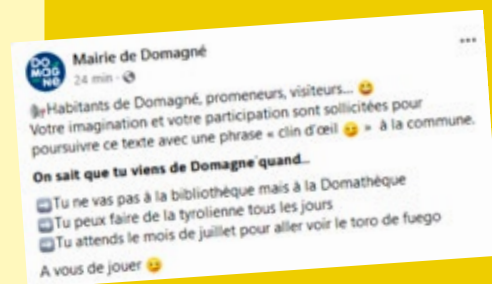 DO
MAG
NÉ
Mairie de Domagné
24 min
Habitants de Domagné, promeneurs, visiteurs... 😃
Votre imagination et votre participation sont sollicitées pour
poursuivre ce texte avec une phrase « clin d'œil 😉 » à la commune.
On sait que tu viens de Domagne quand...
Tu ne vas pas à la bibliothèque mais à la Domathèque
Tu peux faire de la tyrolienne tous les jours
Tu attends le mois de juillet pour aller voir le toro de fuego
A vous de jouer 😉